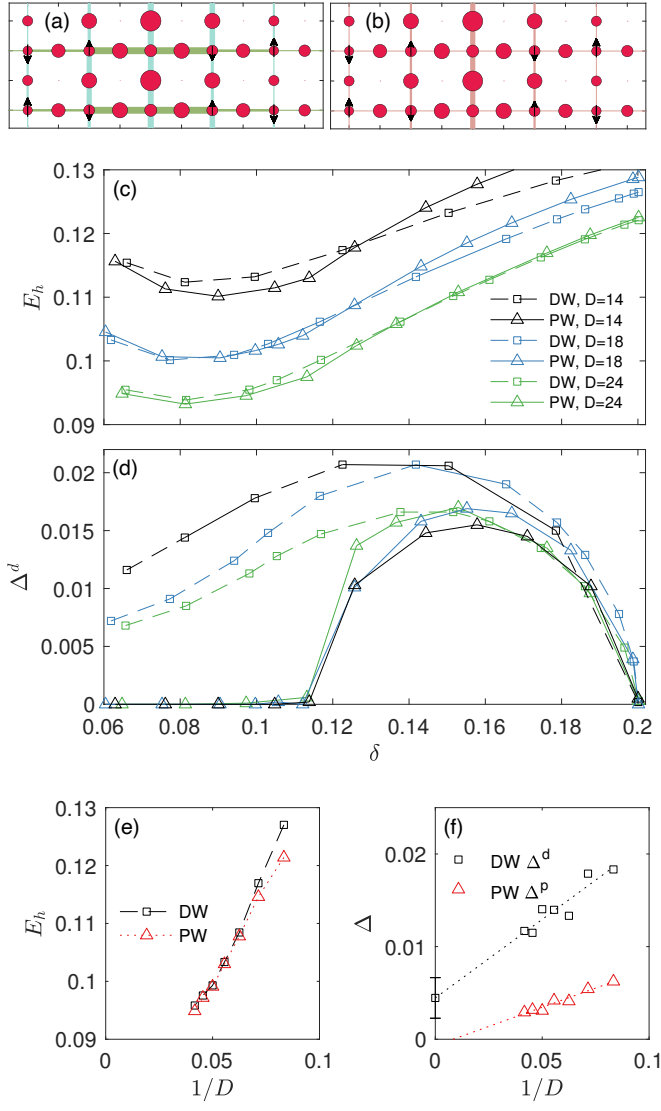 (a)
(b)
(c)
0.13
0.12
0.11
0.1
0.09
E_h
DW, D=14
PW, D=14
DW, D=18
PW, D=18
DW, D=24
PW, D=24
(d)
0.02
0.015
0.01
0.005
0
Δ^d
0.06 0.08 0.1 0.12 0.14 0.16 0.18 0.2
δ
(e)
0.13
0.12
0.11
0.1
0.09
E_h
DW
PW
0 0.05 0.1
1/D
(f)
0.02
0.01
0
Δ
DW Δ^d
PW Δ^p
0 0.05 0.1
1/D